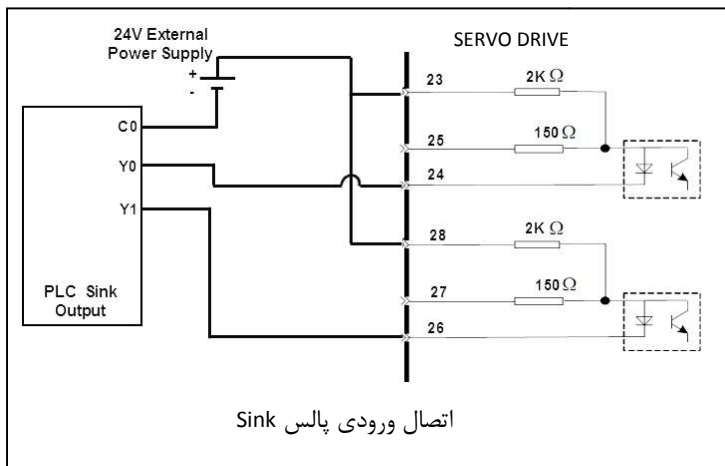 24V External
Power Supply
+
-
SERVO DRIVE
23
2K Ω
C0
25
150 Ω
Y0
24
Y1
28
2K Ω
PLC Sink
Output
27
150 Ω
26
اتصال ورودی پالس Sink